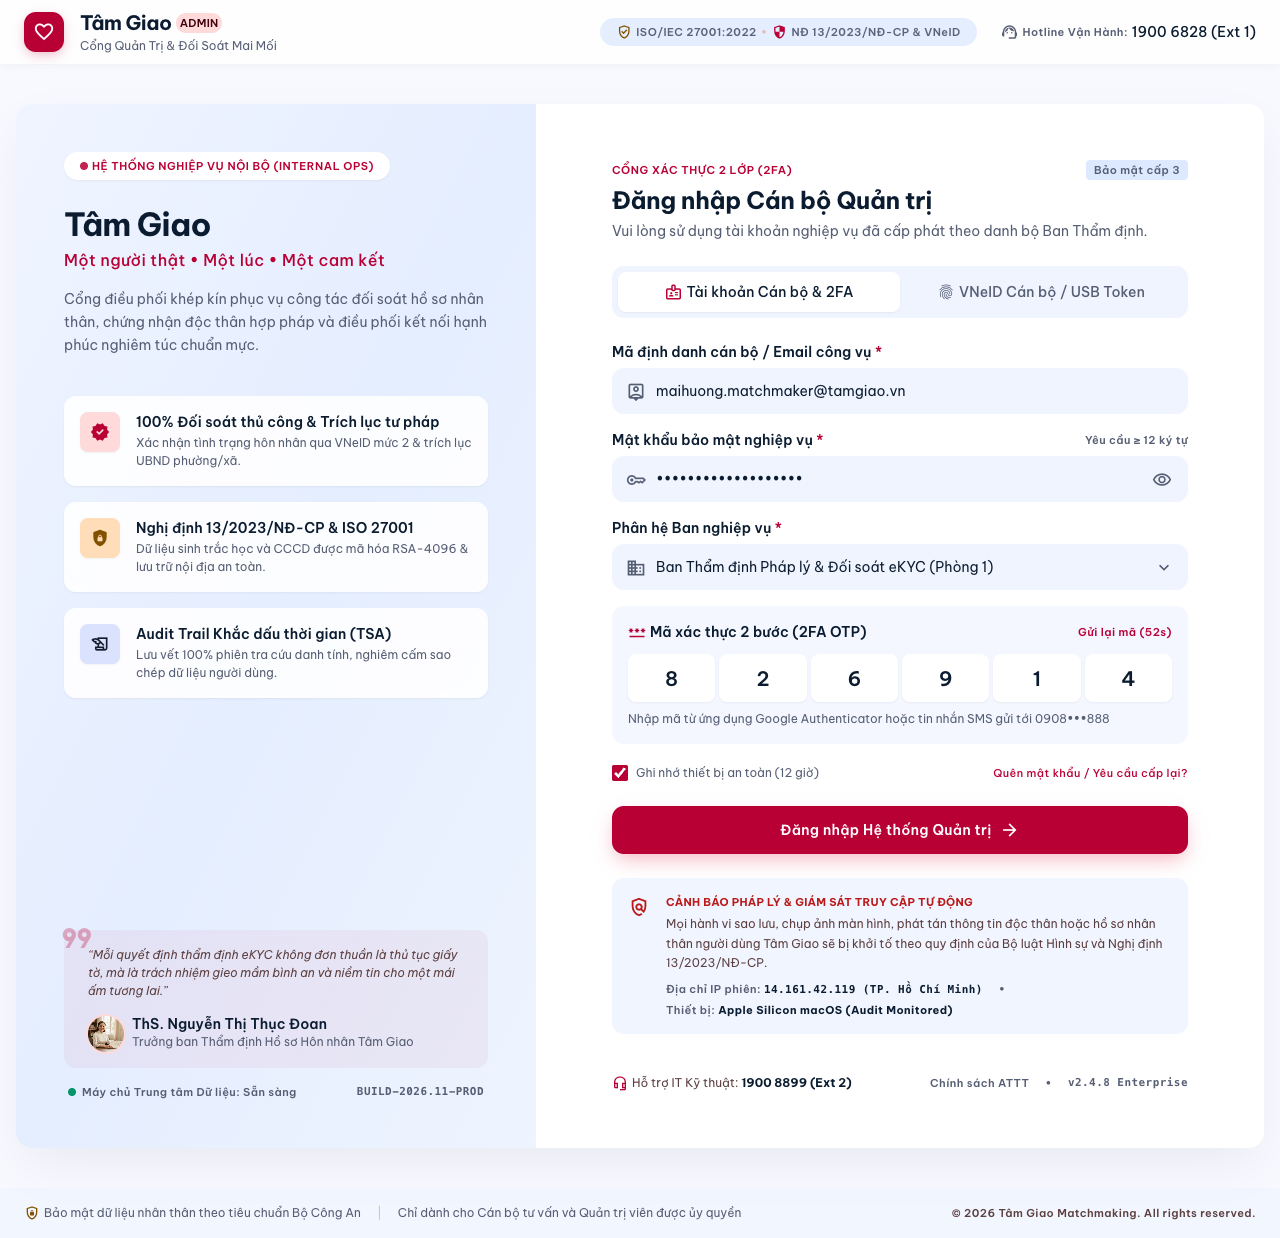 Tâm Giao ADMIN
Cổng Quản Trị & Đối Soát Mai Mối
ISO/IEC 27001:2022 • NĐ 13/2023/NĐ-CP & VNeID
Hotline Vận Hành: 1900 6828 (Ext 1)
HỆ THỐNG NGHIỆP VỤ NỘI BỘ (INTERNAL OPS)
Tâm Giao
Một người thật • Một lúc • Một cam kết
Cổng điều phối khép kín phục vụ công tác đối soát hồ sơ nhân
thân, chứng nhận độc thân hợp pháp và điều phối kết nối hạnh
phúc nghiêm túc chuẩn mực.
100% Đối soát thủ công & Trích lục tư pháp
Xác nhận tình trạng hôn nhân qua VNeID mức 2 & trích lục
UBND phường/xã.
Nghị định 13/2023/NĐ-CP & ISO 27001
Dữ liệu sinh trắc học và CCCD được mã hóa RSA-4096 &
lưu trữ nội địa an toàn.
Audit Trail Khắc dấu thời gian (TSA)
Lưu vết 100% phiên tra cứu danh tính, nghiêm cấm sao
chép dữ liệu người dùng.
“Mỗi quyết định thẩm định eKYC không đơn thuần là thủ tục giấy
tờ, mà là trách nhiệm gieo mầm bình an và niềm tin cho một mái
ấm tương lai.”
ThS. Nguyễn Thị Thục Đoan
Trưởng ban Thẩm định Hồ sơ Hôn nhân Tâm Giao
Máy chủ Trung tâm Dữ liệu: Sẵn sàng
BUILD-2026.11-PROD
CỔNG XÁC THỰC 2 LỚP (2FA)
Bảo mật cấp 3
Đăng nhập Cán bộ Quản trị
Vui lòng sử dụng tài khoản nghiệp vụ đã cấp phát theo danh bộ Ban Thẩm định.
Tài khoản Cán bộ & 2FA
VNeID Cán bộ / USB Token
Mã định danh cán bộ / Email công vụ *
maihuong.matchmaker@tamgiao.vn
Mật khẩu bảo mật nghiệp vụ *
Yêu cầu ≥ 12 ký tự
•••••••••••••••••••
Phân hệ Ban nghiệp vụ *
Ban Thẩm định Pháp lý & Đối soát eKYC (Phòng 1)
Mã xác thực 2 bước (2FA OTP)
Gửi lại mã (52s)
8 2 6 9 1 4
Nhập mã từ ứng dụng Google Authenticator hoặc tin nhắn SMS gửi tới 0908•••888
Ghi nhớ thiết bị an toàn (12 giờ)
Quên mật khẩu / Yêu cầu cấp lại?
Đăng nhập Hệ thống Quản trị
CẢNH BÁO PHÁP LÝ & GIÁM SÁT TRUY CẬP TỰ ĐỘNG
Mọi hành vi sao lưu, chụp ảnh màn hình, phát tán thông tin độc thân hoặc hồ sơ nhân
thân người dùng Tâm Giao sẽ bị khởi tố theo quy định của Bộ luật Hình sự và Nghị định
13/2023/NĐ-CP.
Địa chỉ IP phiên: 14.161.42.119 (TP. Hồ Chí Minh) •
Thiết bị: Apple Silicon macOS (Audit Monitored)
Hỗ trợ IT Kỹ thuật: 1900 8899 (Ext 2)
Chính sách ATTT • v2.4.8 Enterprise
Bảo mật dữ liệu nhân thân theo tiêu chuẩn Bộ Công An
Chỉ dành cho Cán bộ tư vấn và Quản trị viên được ủy quyền
© 2026 Tâm Giao Matchmaking. All rights reserved.